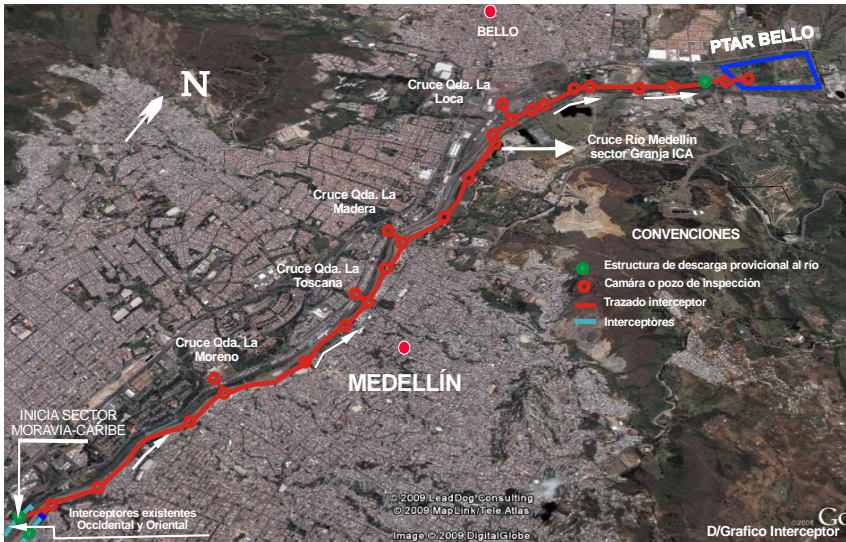 BELLO
PTAR BELLO
N
Cruce Qda. La
Loca
Cruce Río Medellín
sector Granja ICA
Cruce Qda. La
Madera
CONVENCIONES
Estructura de descarga provicional al río
Camára o pozo de inspección
Trazado interceptor
Interceptores
Cruce Qda. La
Toscana
Cruce Qda. La
Moreno
MEDELLÍN
INICIA SECTOR
MORAVIA-CARIBE
Interceptores existentes
Occidental y Oriental
© 2009 LeadDog Consulting
© 2009 MapLink/Tele Atlas
Image © 2009 DigitalGlobe
©2008 Go
D/Grafico Interceptor